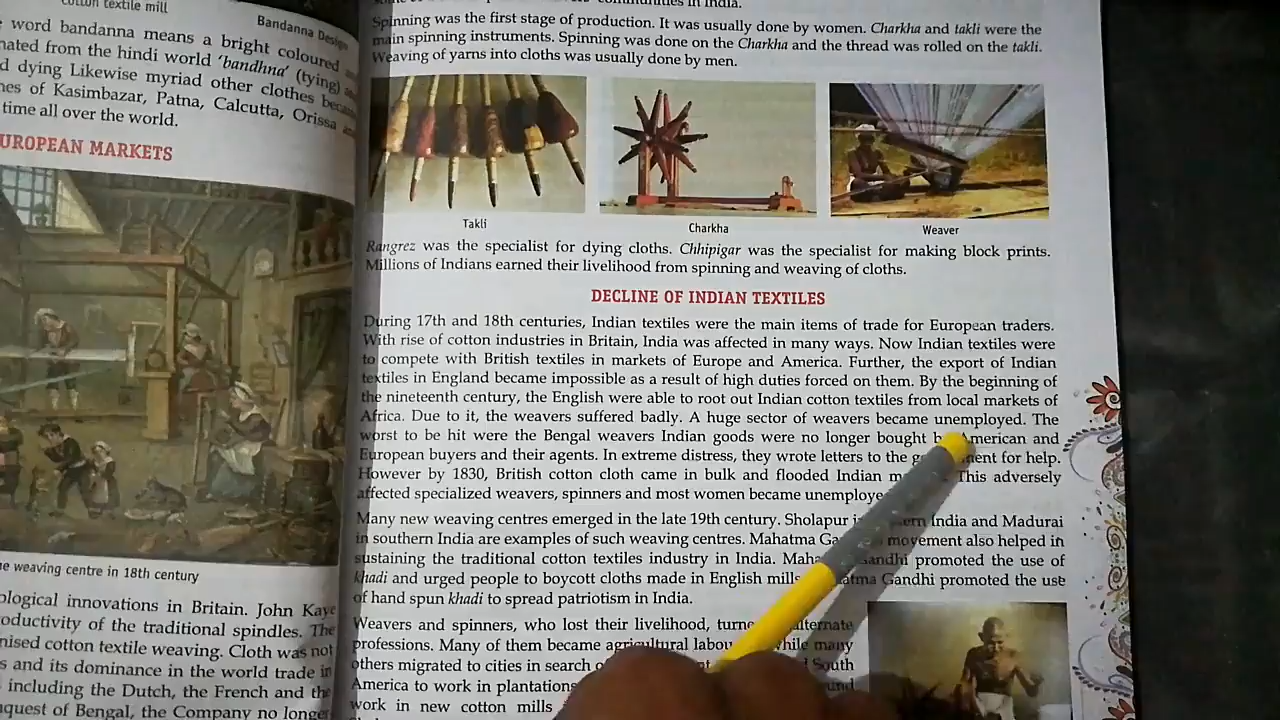 cotton textile mill
Bandanna Design
word bandanna means a bright coloured
nated from the hindi world 'bandhna' (tying)
d dying Likewise myriad other clothes
nes of Kasimbazar, Patna, Calcutta, Orissa
time all over the world.
UROPEAN MARKETS
e weaving centre in 18th century
ological innovations in Britain. John Kaye
oductivity of the traditional spindles. The
nised cotton textile weaving. Cloth was not
s and its dominance in the world trade in
including the Dutch, the French and the
nquest of Bengal, the Company no longer
in India.
Spinning was the first stage of production. It was usually done by women. Charkha and takli were the
main spinning instruments. Spinning was done on the Charkha and the thread was rolled on the takli.
Weaving of yarns into cloths was usually done by men.
Takli
Charkha
Weaver
Rangrez was the specialist for dying cloths. Chhipigar was the specialist for making block prints.
Millions of Indians earned their livelihood from spinning and weaving of cloths.
DECLINE OF INDIAN TEXTILES
During 17th and 18th centuries, Indian textiles were the main items of trade for European traders.
With rise of cotton industries in Britain, India was affected in many ways. Now Indian textiles were
to compete with British textiles in markets of Europe and America. Further, the export of Indian
textiles in England became impossible as a result of high duties forced on them. By the beginning of
the nineteenth century, the English were able to root out Indian cotton textiles from local markets of
Africa. Due to it, the weavers suffered badly. A huge sector of weavers became unemployed. The
worst to be hit were the Bengal weavers Indian goods were no longer bought American and
European buyers and their agents. In extreme distress, they wrote letters to the for help.
However by 1830, British cotton cloth came in bulk and flooded Indian This adversely
affected specialized weavers, spinners and most women became
Many new weaving centres emerged in the late 19th century. Sholapur India and Madurai
in southern India are examples of such weaving centres. Mahatma movement also helped in
sustaining the traditional cotton textiles industry in India. Gandhi promoted the use of
khadi and urged people to boycott cloths made in English Gandhi promoted the use
of hand spun khadi to spread patriotism in India.
Weavers and spinners, who lost their livelihood, alternate
professions. Many of them became agricultural while many
others migrated to cities in search South
America to work in plantations
work in new cotton mills